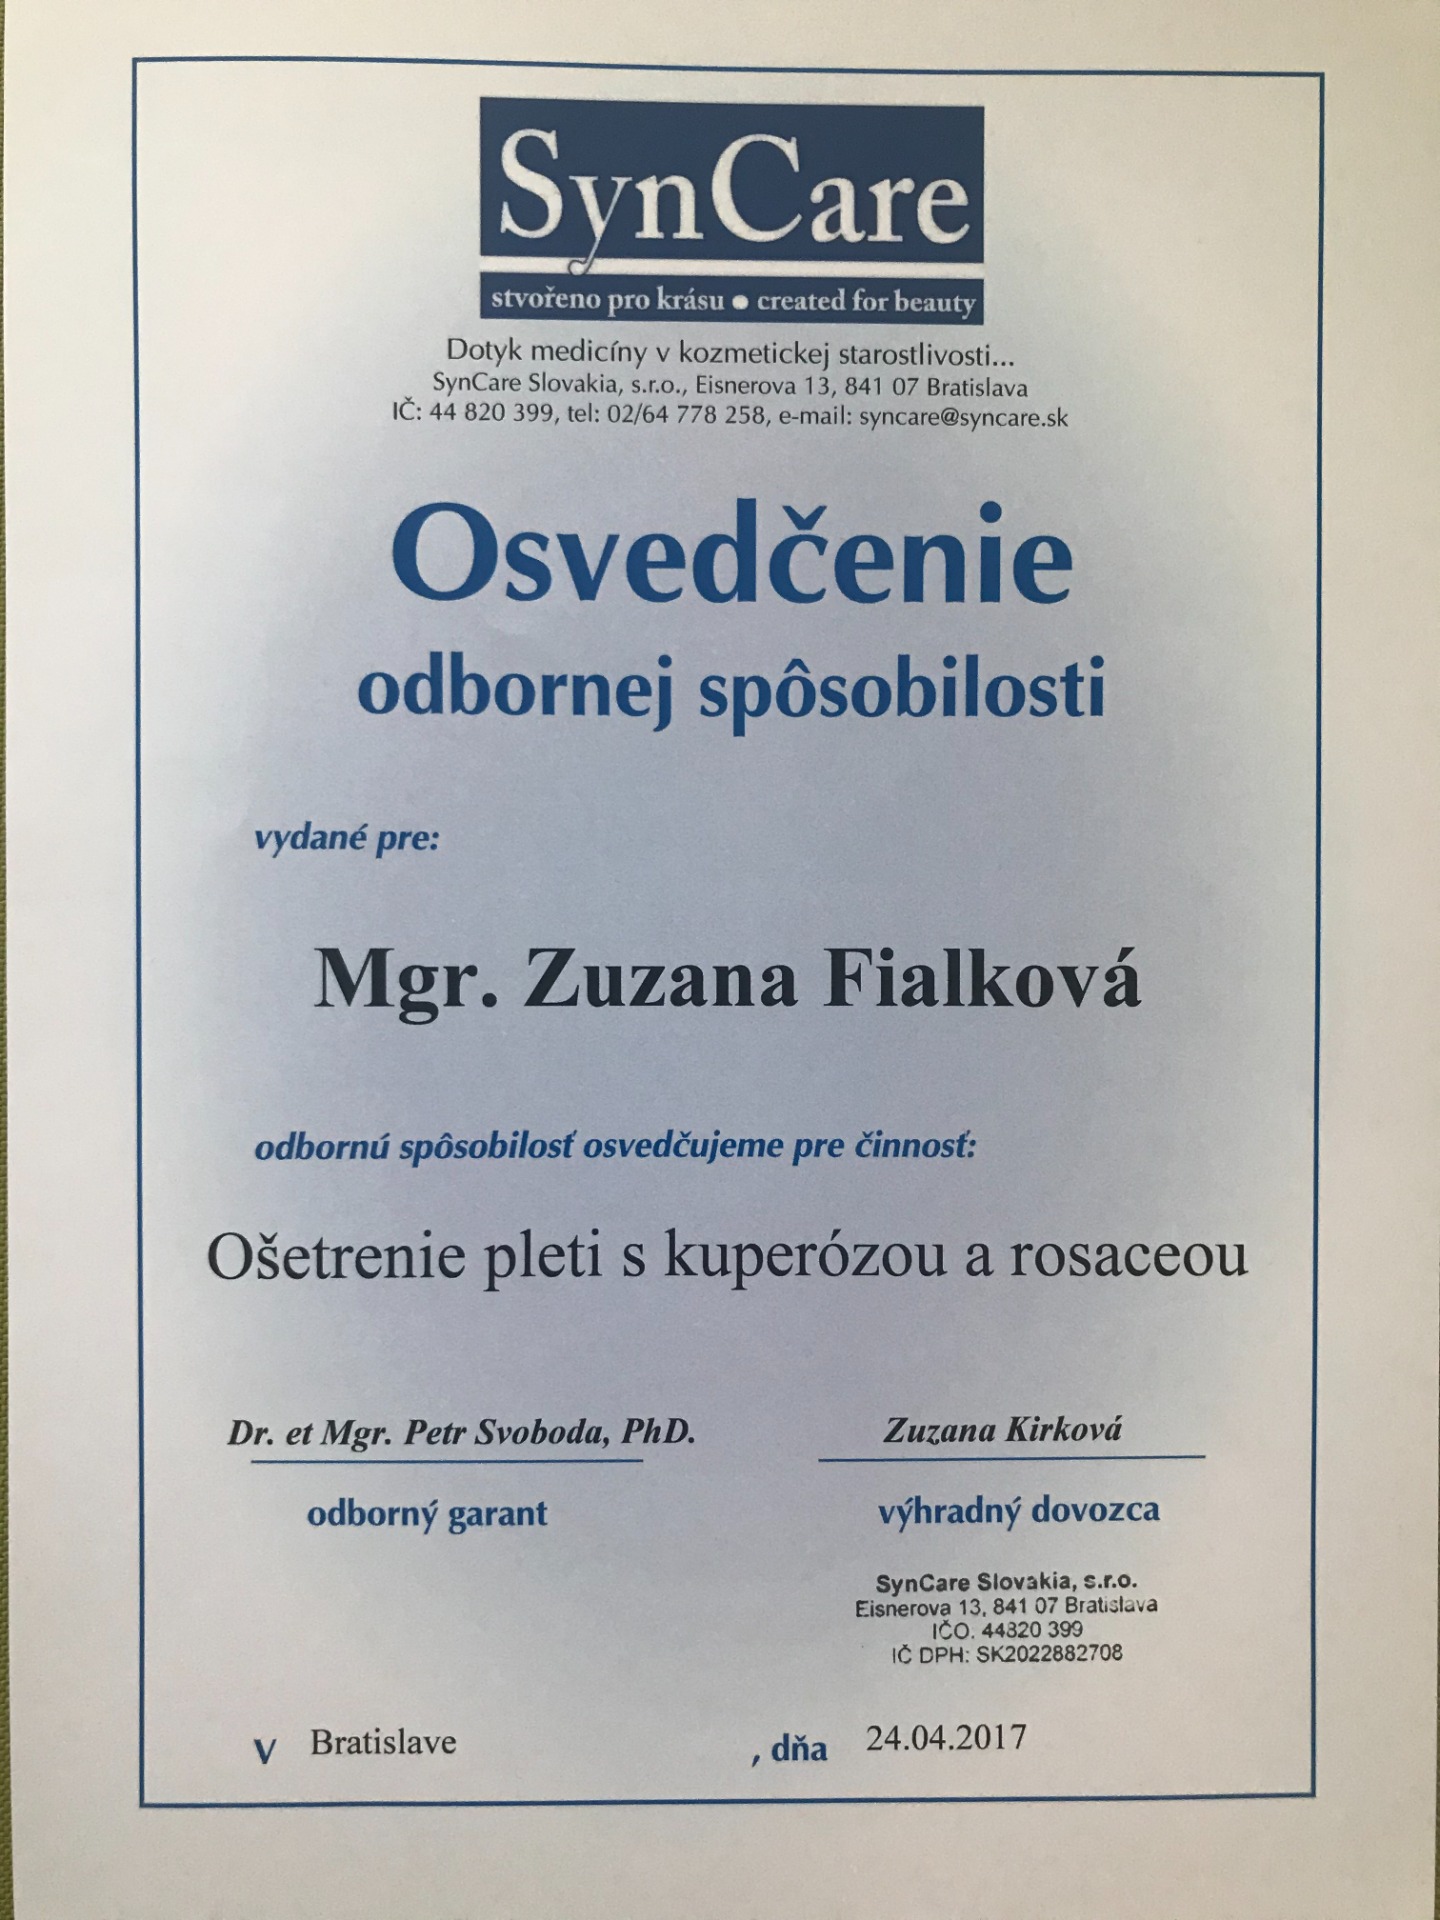 SynCare
stvořeno pro krásu • created for beauty
Dotyk medicíny v kozmetickej starostlivosti...
SynCare Slovakia, s.r.o., Eisnerova 13, 841 07 Bratislava
IČ: 44 820 399, tel: 02/64 778 258, e-mail: syncare@syncare.sk
Osvedčenie
odbornej spôsobilosti
vydané pre:
Mgr. Zuzana Fialková
odbornú spôsobilosť osvedčujeme pre činnosť:
Ošetrenie pleti s kuperózou a rosaceou
Dr. et Mgr. Petr Svoboda, PhD.
odborný garant
Zuzana Kirková
výhradný dovozca
SynCare Slovakia, s.r.o.
Eisnerova 13, 841 07 Bratislava
IČO. 44820 399
IČ DPH: SK2022882708
v Bratislave , dňa 24.04.2017